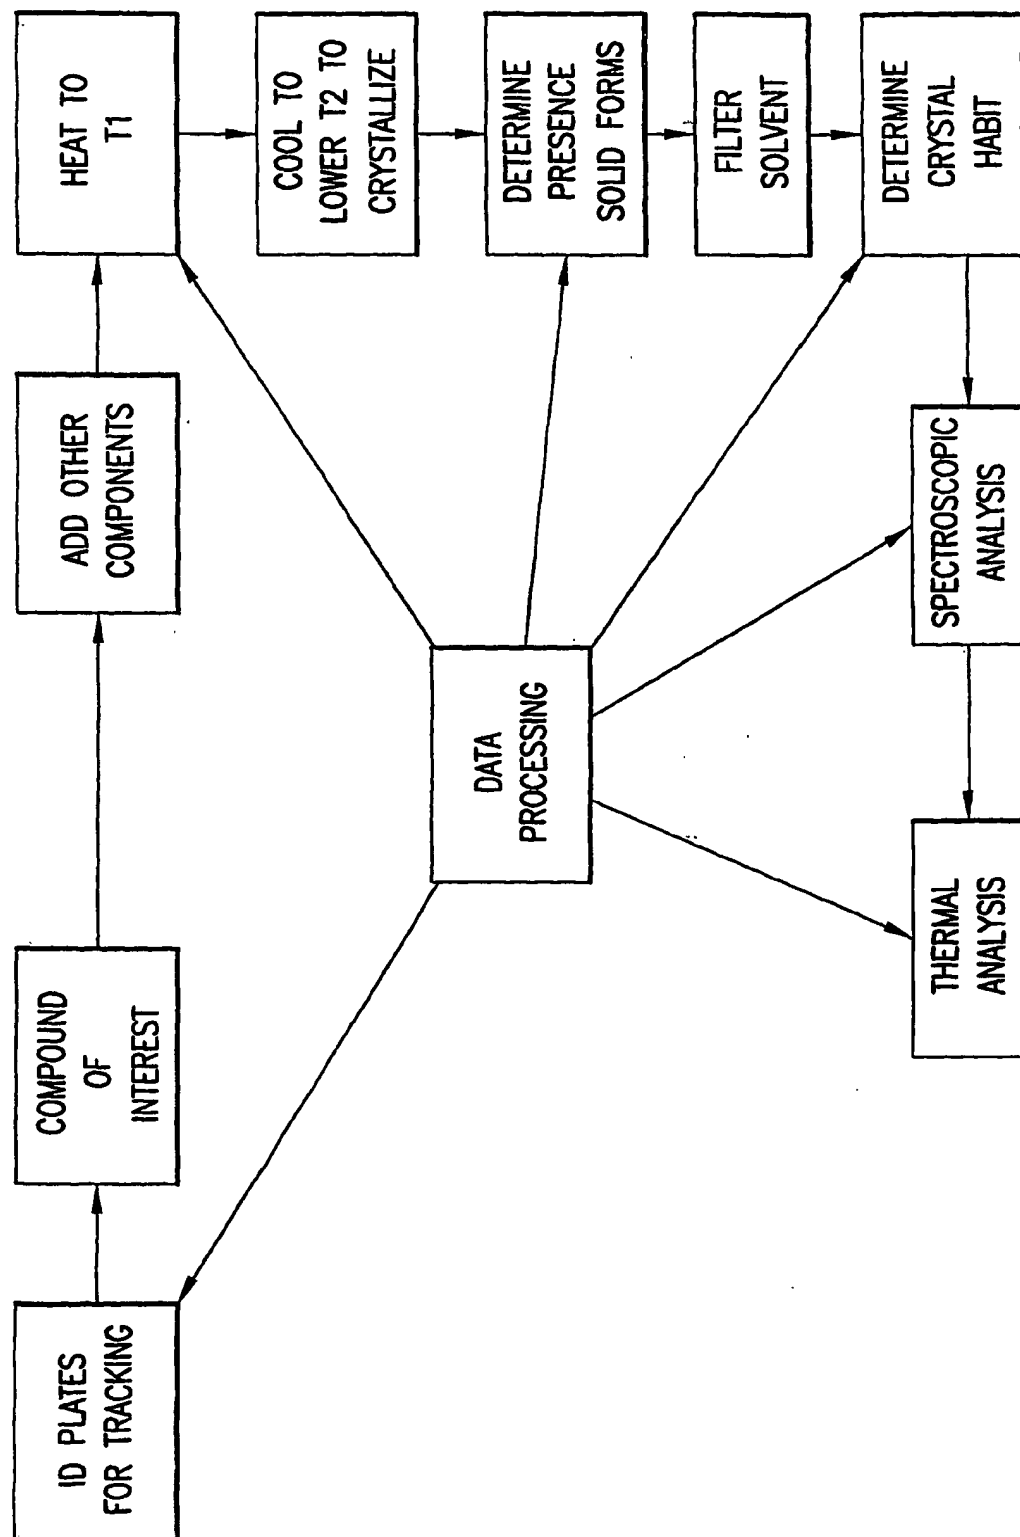 ID PLATES
FOR TRACKING
COMPOUND
OF
INTEREST
ADD OTHER
COMPONENTS
HEAT TO
T1
COOL TO
LOWER T2 TO
CRYSTALLIZE
DETERMINE
PRESENCE
SOLID FORMS
FILTER
SOLVENT
DETERMINE
CRYSTAL
HABIT
DATA
PROCESSING
SPECTROSCOPIC
ANALYSIS
THERMAL
ANALYSIS